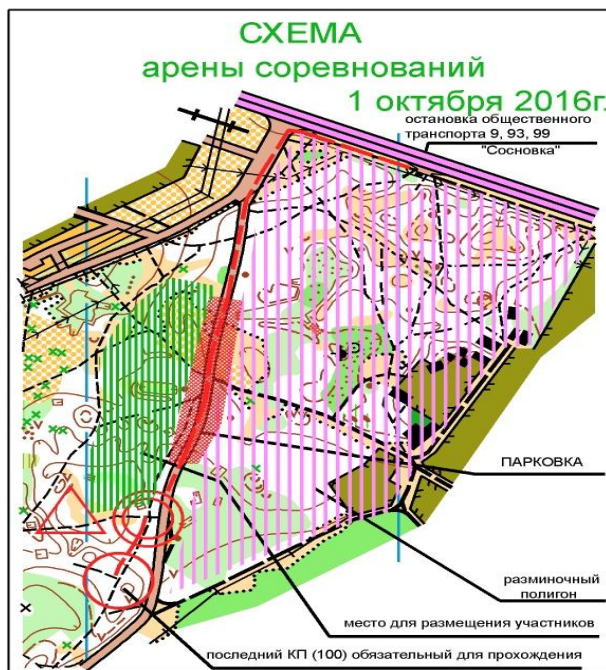 СХЕМА
арены соревнований
1 октября 2016г.
остановка общественного
транспорта 9, 93, 99
"Сосновка"
ПАРКОВКА
разминочный
полигон
место для размещения участников
последний КП (100) обязательный для прохождения